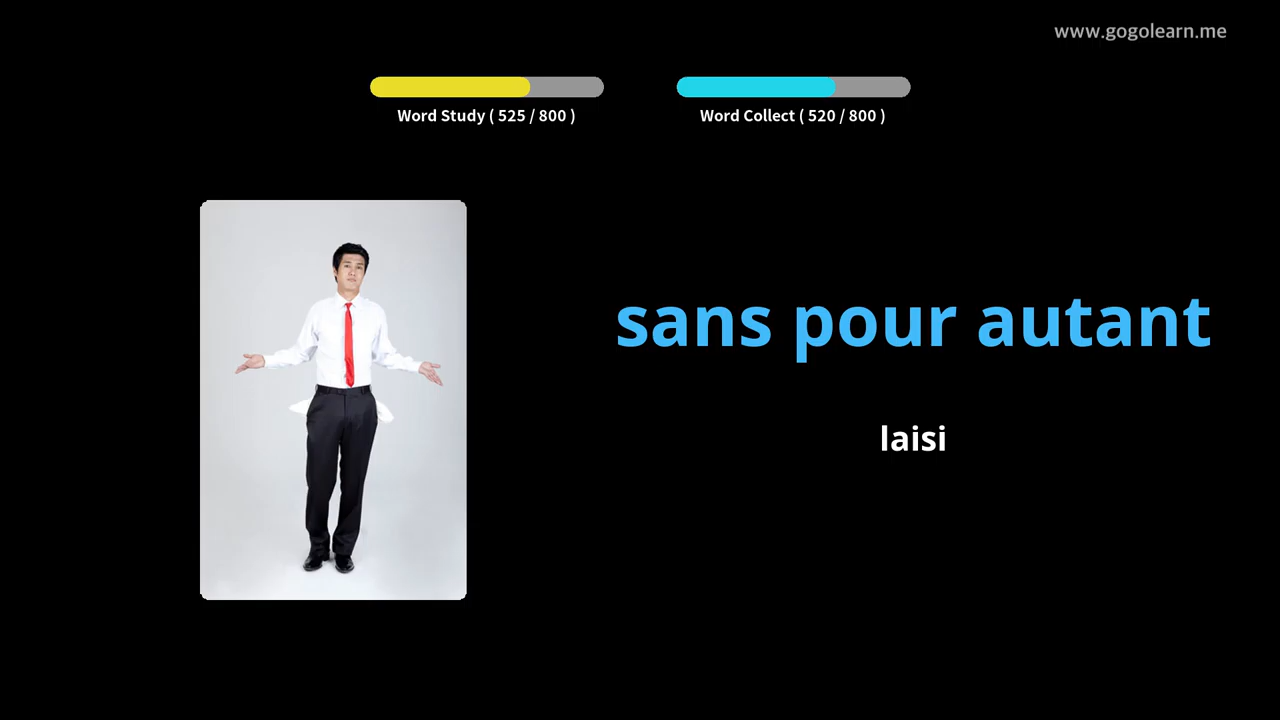 www.gogolearn.me
Word Study ( 525 / 800 )
Word Collect ( 520 / 800 )
sans pour autant
laisi